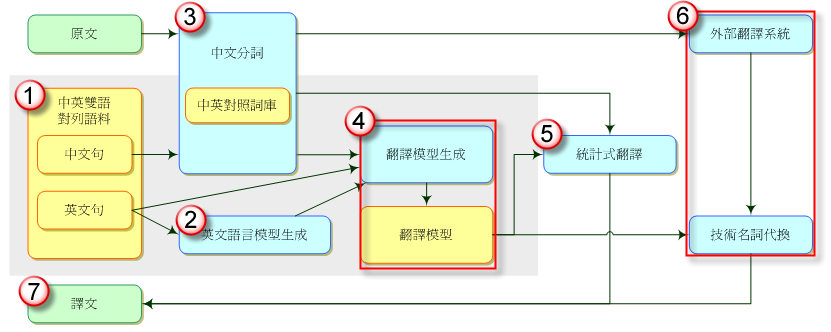 原文
3
中文分詞
中英對照詞庫
6
外部翻譯系統
1
中英雙語
對列語料
中文句
英文句
2
英文語言模型生成
4
翻譯模型生成
翻譯模型
5
統計式翻譯
技術名詞代換
7
譯文